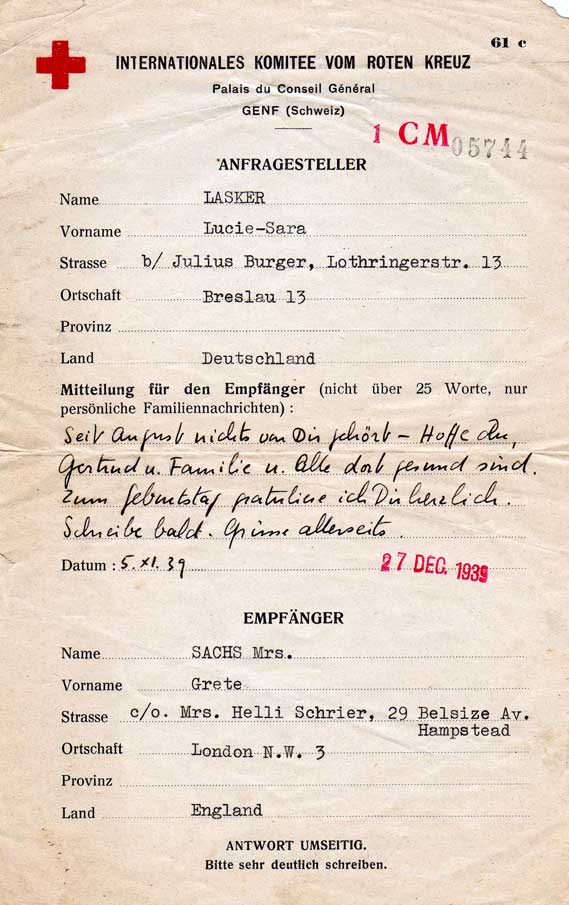 61 c
INTERNATIONALES KOMITEE VOM ROTEN KREUZ
Palais du Conseil Général
GENF (Schweiz)
1 CM 05744
ANFRAGESTELLER
Name LASKER
Vorname Lucie-Sara
Strasse b/ Julius Burger, Lothringerstr. 13
Ortschaft Breslau 13
Provinz
Land Deutschland
Mitteilung für den Empfänger (nicht über 25 Worte, nur
persönliche Familiennachrichten) :
Seit August nichts von Dir gehört – Hoffe Du,
Gertrud u. Familie u. Alle dort gesund sind.
Zum Geburtstag gratuliere ich Dir herzlich.
Schreibe bald. Grüsse allerseits.
Datum : 5. XI. 39
27 DEC. 1939
EMPFÄNGER
Name SACHS Mrs.
Vorname Grete
Strasse c/o. Mrs. Helli Schrier, 29 Belsize Av.
Hampstead
Ortschaft London N.W. 3
Provinz
Land England
ANTWORT UMSEITIG.
Bitte sehr deutlich schreiben.